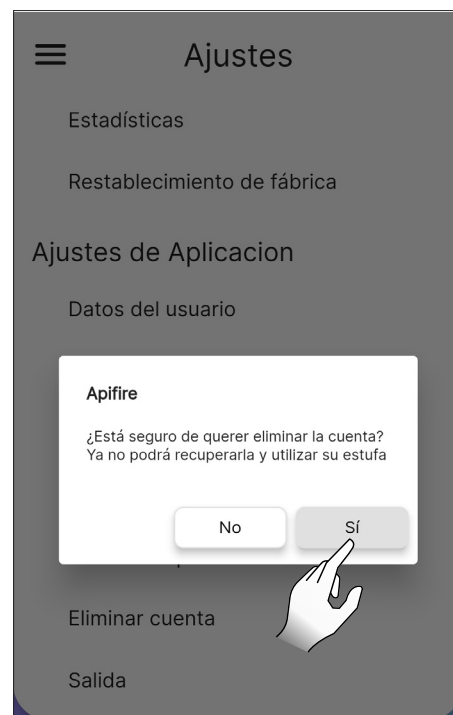 Ajustes
Estadísticas
Restablecimiento de fábrica
Ajustes de Aplicacion
Datos del usuario
Apifire
¿Está seguro de querer eliminar la cuenta?
Ya no podrá recuperarla y utilizar su estufa
No
Sí
Eliminar cuenta
Salida